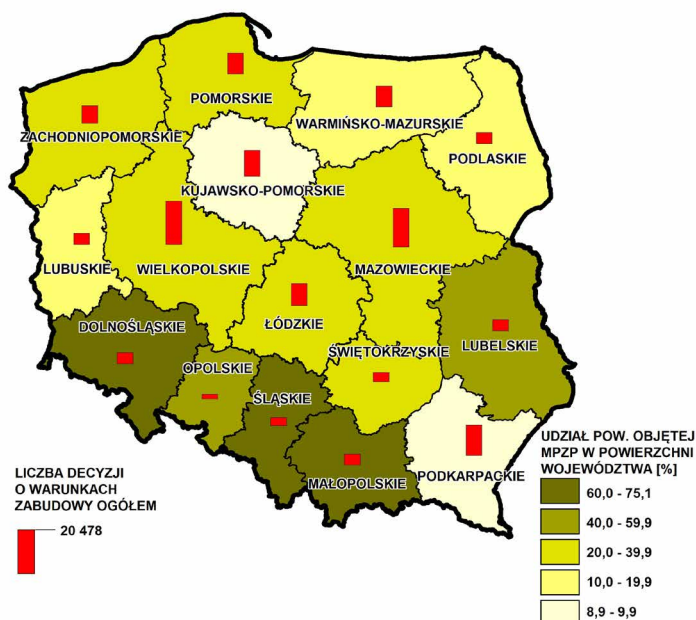 POMORSKIE
WARMIŃSKO-MAZURSKIE
ZACHODNIOPOMORSKIE
PODLASKIE
KUJAWSKO-POMORSKIE
LUBUSKIE
WIELKOPOLSKIE
MAZOWIECKIE
ŁÓDZKIE
DOLNOŚLĄSKIE
LUBELSKIE
ŚWIĘTOKRZYSKIE
OPOLSKIE
ŚLĄSKIE
MAŁOPOLSKIE
PODKARPACKIE
LICZBA DECYZJI
O WARUNKACH
ZABUDOWY OGÓŁEM
20 478
UDZIAŁ POW. OBJĘTEJ
MPZP W POWIERZCHNI
WOJEWÓDZTWA [%]
60,0 - 75,1
40,0 - 59,9
20,0 - 39,9
10,0 - 19,9
8,9 - 9,9